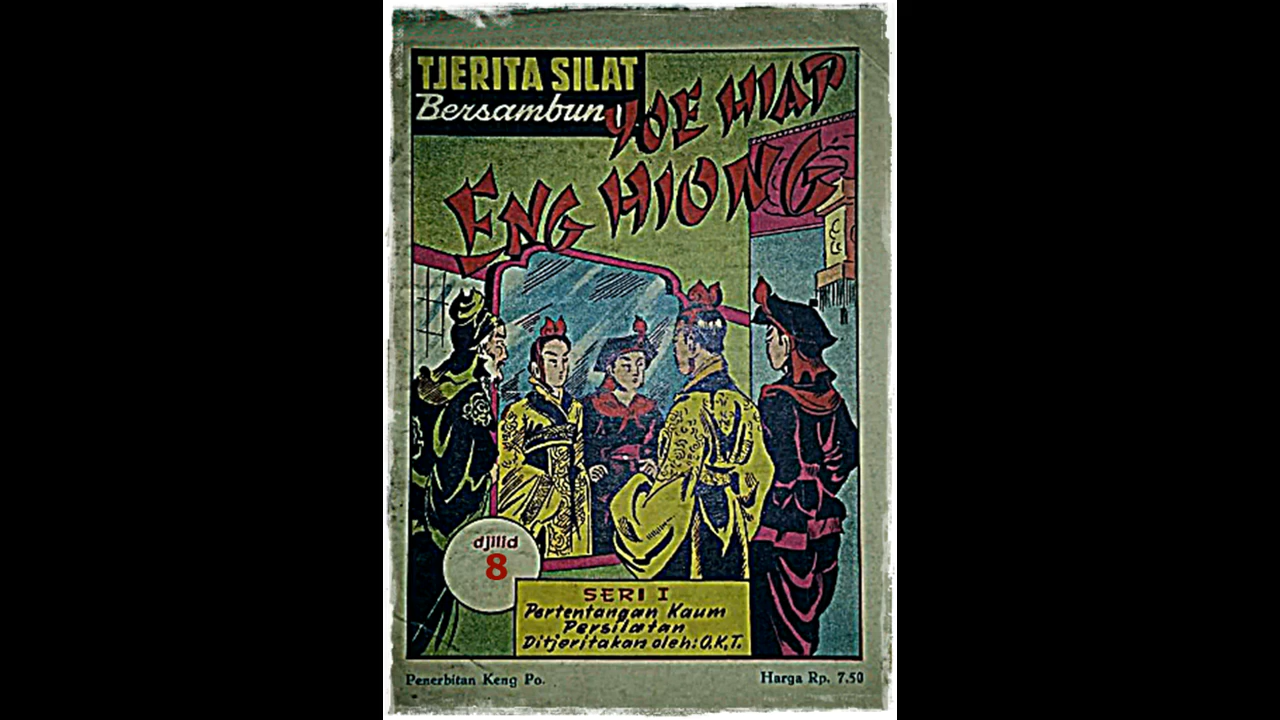 TJERITA SILAT
Bersambung
YOE HIAP
ENG HIONG
djilid
8
SERI I
Pertentangan Kaum
Persilatan
Ditjeritakan oleh: O.K.T.
Penerbitan Keng Po.
Harga Rp. 7.50